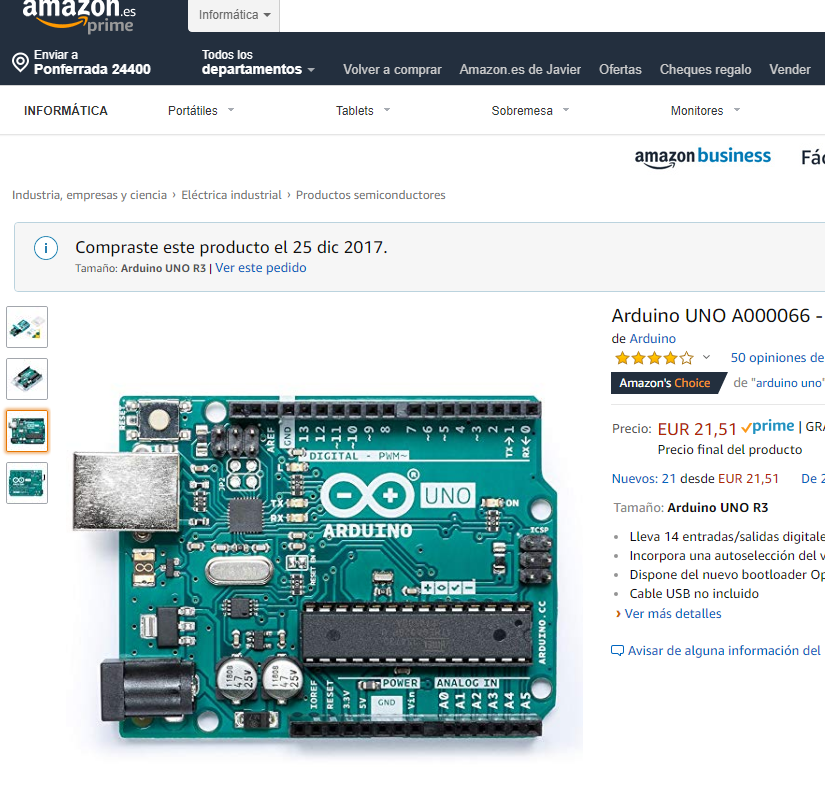 amazon.es
prime
Informática
Enviar a
Ponferrada 24400
Todos los
departamentos
Volver a comprar
Amazon.es de Javier
Ofertas
Cheques regalo
Vender
INFORMÁTICA
Portátiles
Tablets
Sobremesa
Monitores
amazon business
Fác
Industria, empresas y ciencia › Eléctrica industrial › Productos semiconductores
Compraste este producto el 25 dic 2017.
Tamaño: Arduino UNO R3 | Ver este pedido
Arduino UNO A000066 -
de Arduino
50 opiniones de
Amazon's Choice de "arduino uno"
Precio: EUR 21,51 prime | GRA
Precio final del producto
Nuevos: 21 desde EUR 21,51 De 2
Tamaño: Arduino UNO R3
Lleva 14 entradas/salidas digitale
Incorpora una autoselección del v
Dispone del nuevo bootloader Op
Cable USB no incluido
› Ver más detalles
Avisar de alguna información del
RESET
AREF
GND
13
12
~11
~10
~9
8
7
~6
~5
4
~3
2
TX→1
RX←0
DIGITAL - PWM~
L
TX
RX
UNO
ON
ARDUINO
ICSP
RESET EN
ARDUINO.CC
11808
47
25V
11808
47
25V
POWER
ANALOG IN
IOREF
RESET
3.3V
5V
GND
Vin
A0
A1
A2
A3
A4
A5